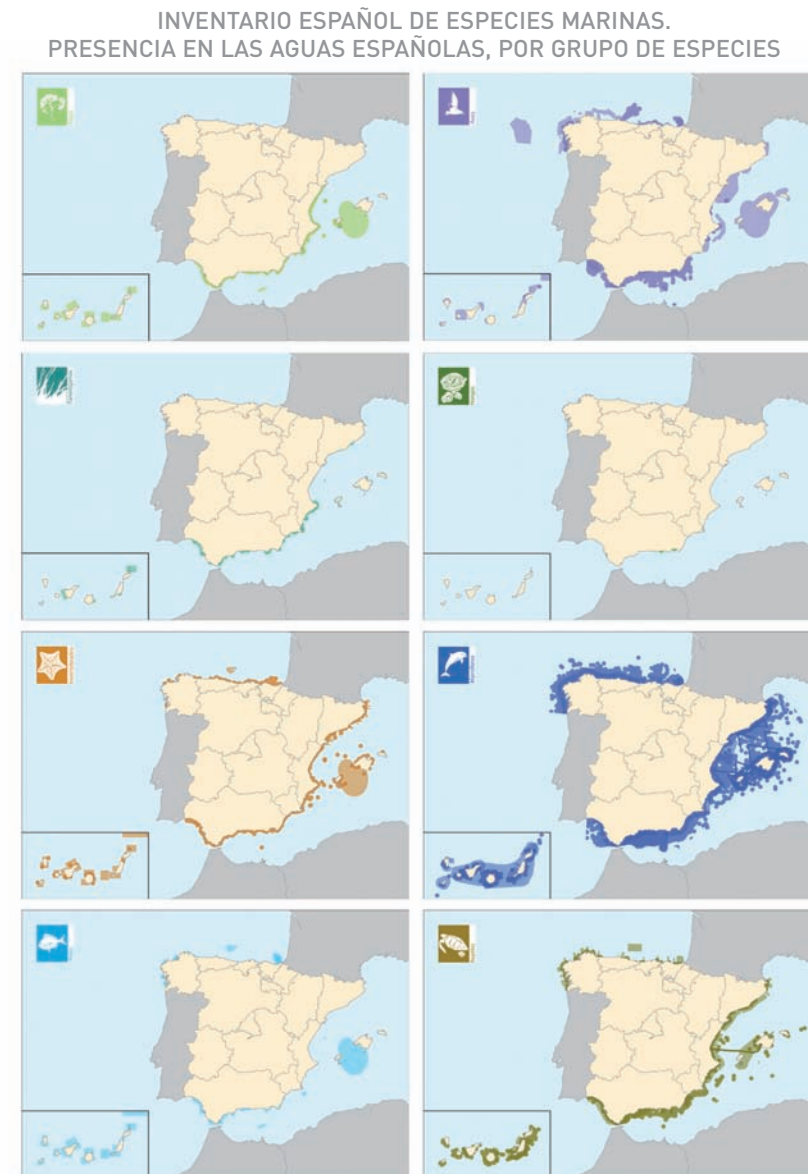 INVENTARIO ESPAÑOL DE ESPECIES MARINAS.
PRESENCIA EN LAS AGUAS ESPAÑOLAS, POR GRUPO DE ESPECIES